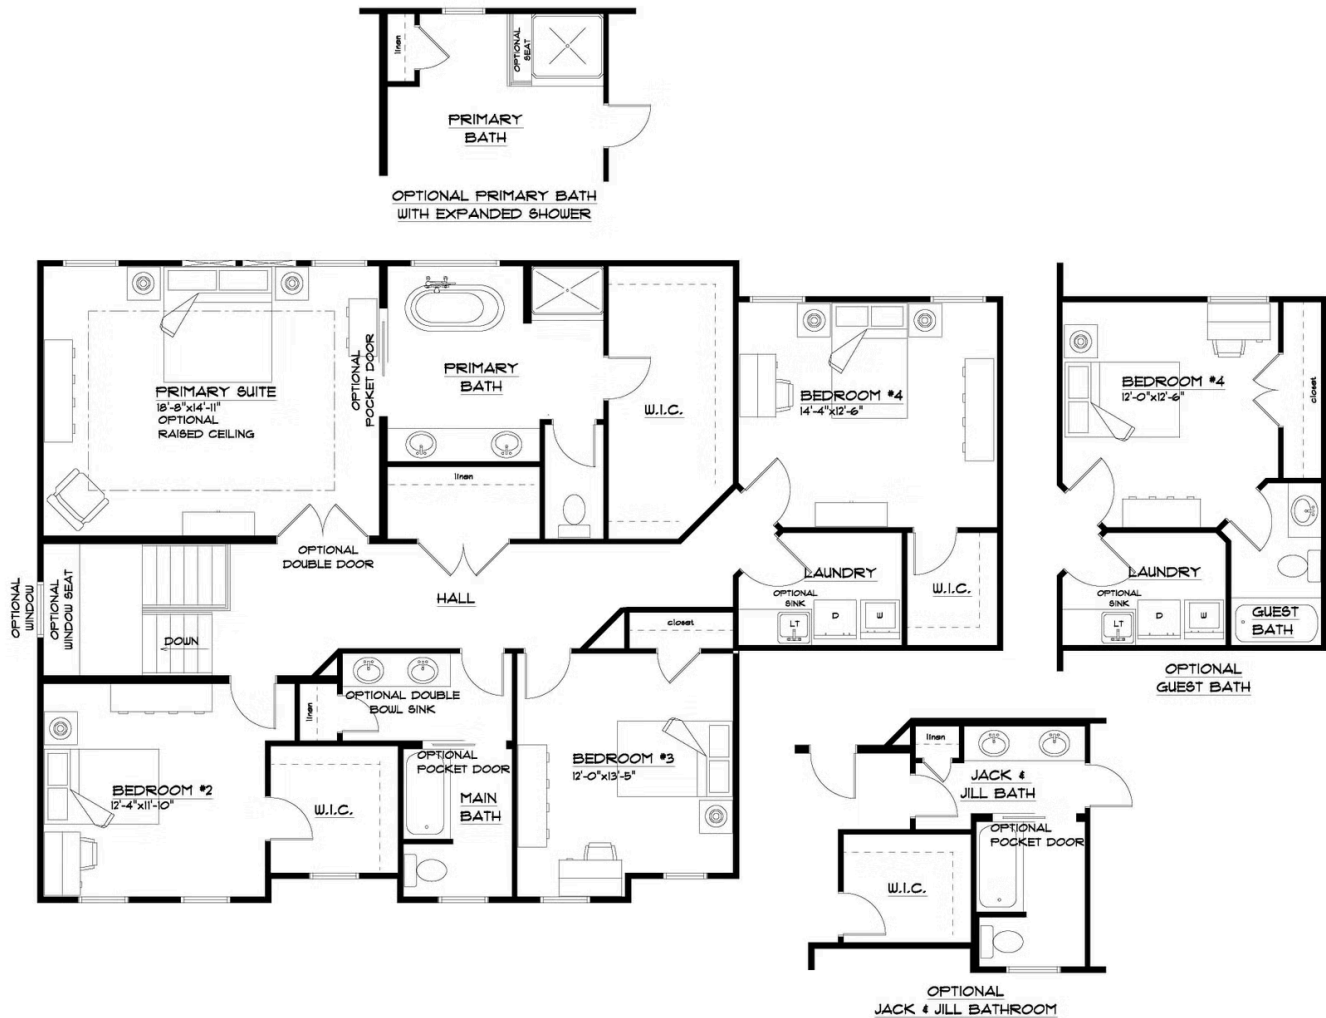 linen
OPTIONAL
SEAT
PRIMARY
BATH
OPTIONAL PRIMARY BATH
WITH EXPANDED SHOWER
PRIMARY SUITE
18'-8"x14'-11"
OPTIONAL
RAISED CEILING
OPTIONAL
POCKET DOOR
PRIMARY
BATH
W.I.C.
BEDROOM #4
14'-4"x12'-6"
linen
OPTIONAL
DOUBLE DOOR
HALL
OPTIONAL
WINDOW
OPTIONAL
WINDOW SEAT
DOWN
LAUNDRY
OPTIONAL
SINK
LT
D
W
W.I.C.
closet
OPTIONAL DOUBLE
BOWL SINK
linen
OPTIONAL
POCKET DOOR
BEDROOM #2
12'-4"x11'-10"
W.I.C.
MAIN
BATH
BEDROOM #3
12'-0"x13'-5"
BEDROOM #4
12'-0"x12'-6"
closet
LAUNDRY
OPTIONAL
SINK
LT
D
W
GUEST
BATH
OPTIONAL
GUEST BATH
linen
JACK &
JILL BATH
OPTIONAL
POCKET DOOR
W.I.C.
OPTIONAL
JACK & JILL BATHROOM